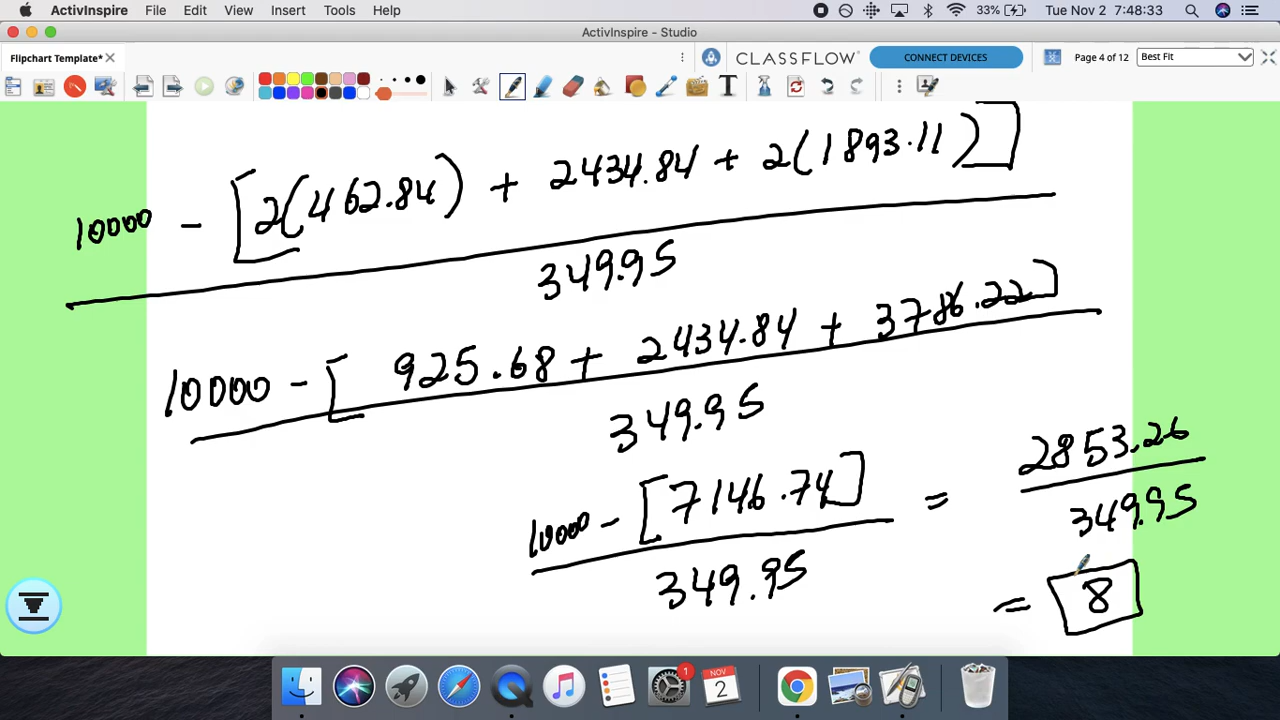 ActivInspire File Edit View Insert Tools Help 33% Tue Nov 2 7:48:33
ActivInspire - Studio
Flipchart Template* CLASSFLOW CONNECT DEVICES Page 4 of 12 Best Fit
10000 - [2(462.84) + 2434.84 + 2(1893.11)]
349.95
10000 - [925.68 + 2434.84 + 3786.22]
349.95
10000 - [7146.74] = 2853.26
349.95 349.95
= 8
1
NOV
2